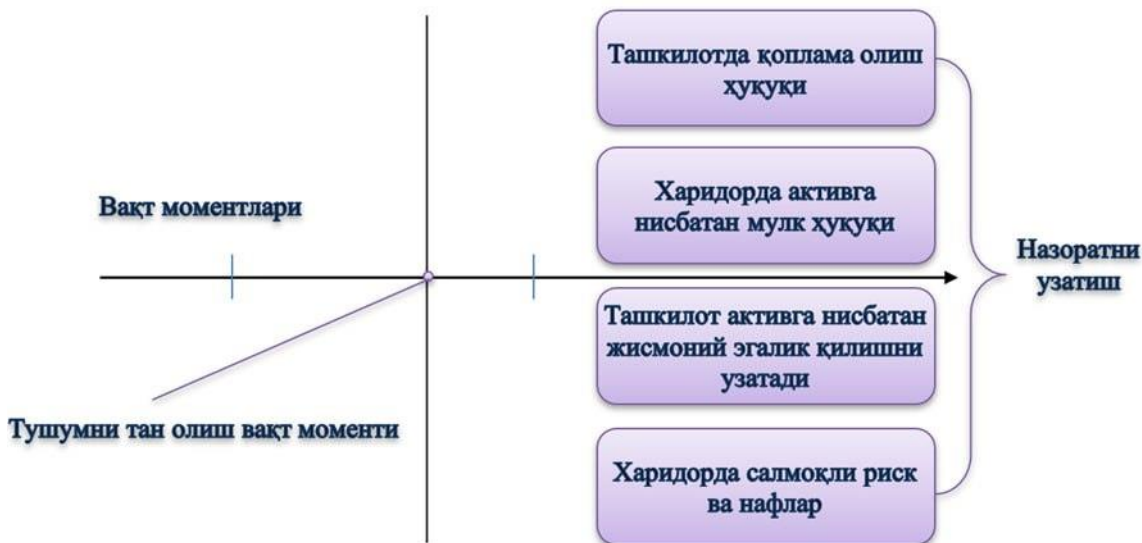 Ташкилотда қоплама олиш
ҳуқуқи
Вақт моментлари
Харидорда активга
нисбатан мулк ҳуқуқи
Назоратни
узатиш
Ташкилот активга нисбатан
жисмоний эгалик қилишни
узатади
Тушумни тан олиш вақт моменти
Харидорда салмоқли риск
ва нафлар